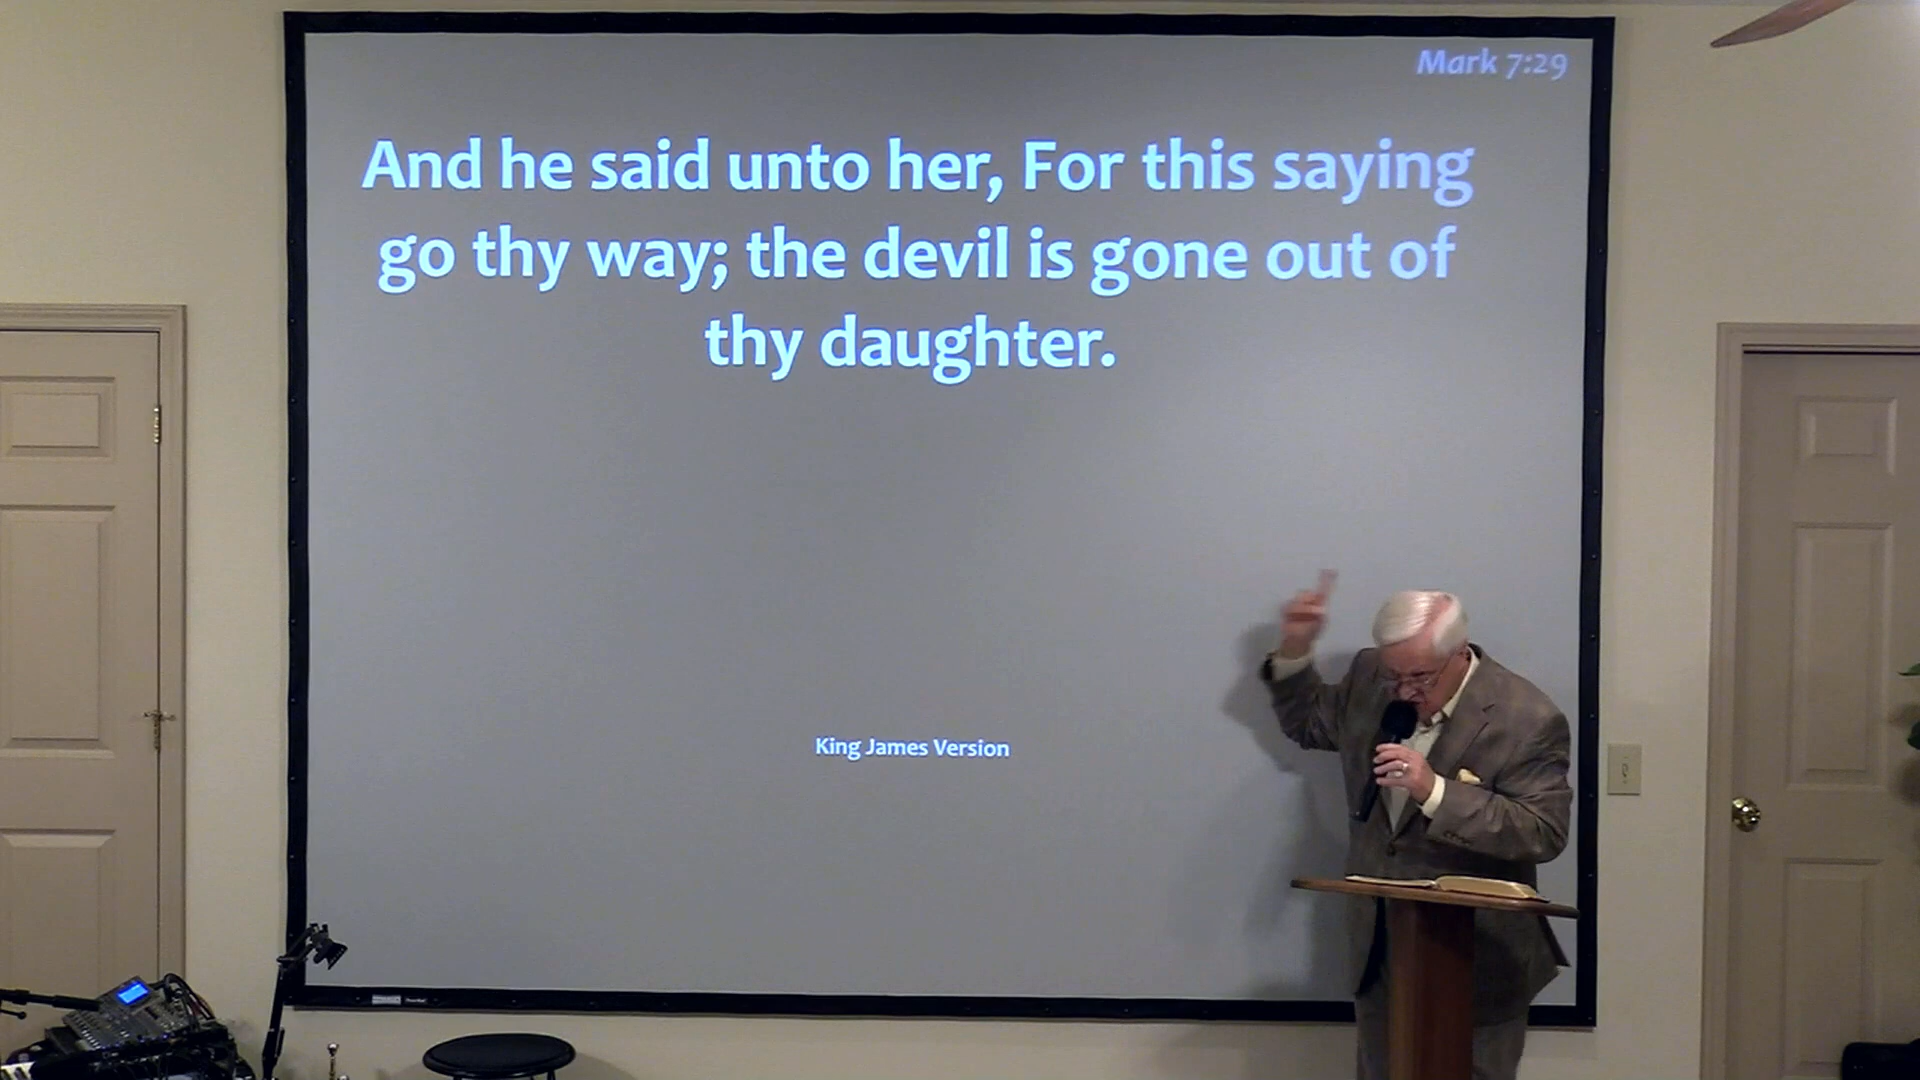 Mark 7:29
And he said unto her, For this saying
go thy way; the devil is gone out of
thy daughter.
King James Version